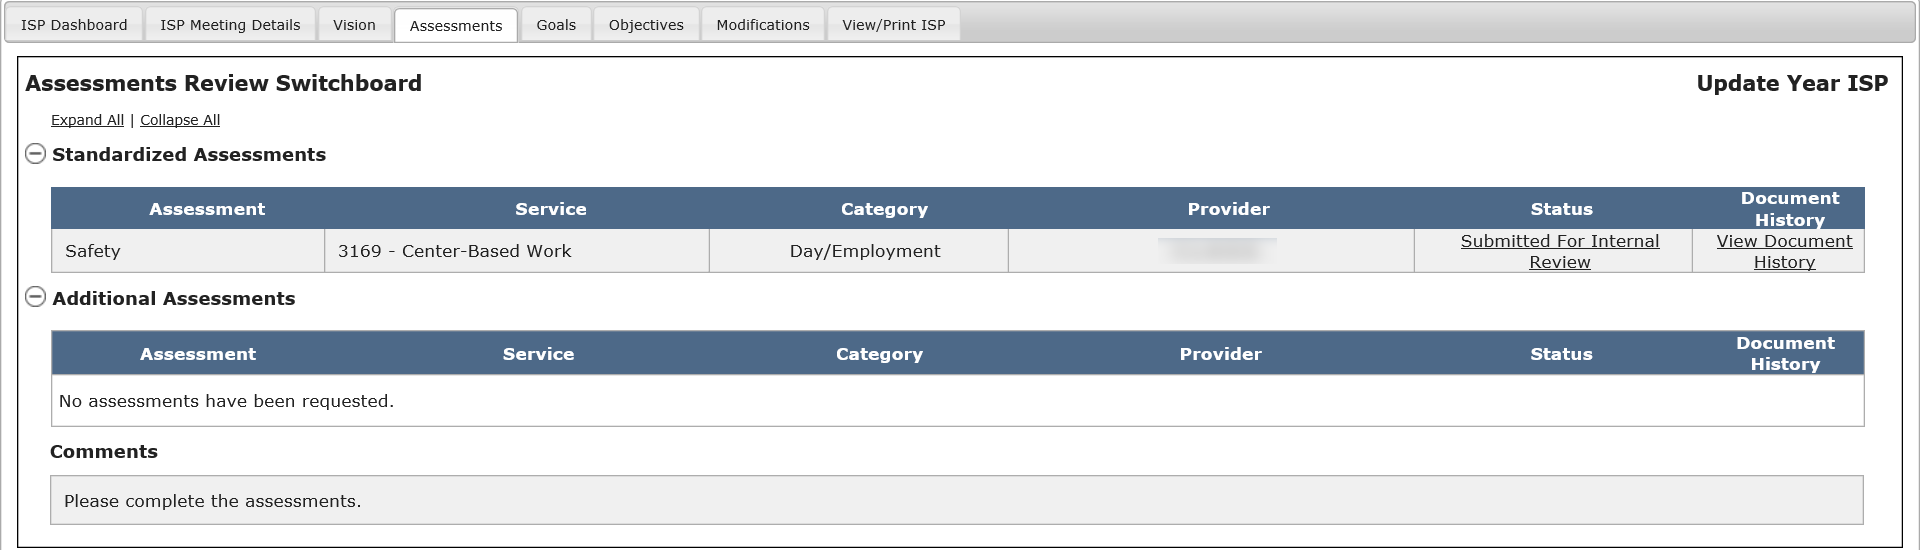 ISP Dashboard ISP Meeting Details Vision Assessments Goals Objectives Modifications View/Print ISP
Assessments Review Switchboard Update Year ISP
Expand All | Collapse All
Standardized Assessments
Assessment Service Category Provider Status Document History
Safety 3169 - Center-Based Work Day/Employment Submitted For Internal Review View Document History
Additional Assessments
Assessment Service Category Provider Status Document History
No assessments have been requested.
Comments
Please complete the assessments.